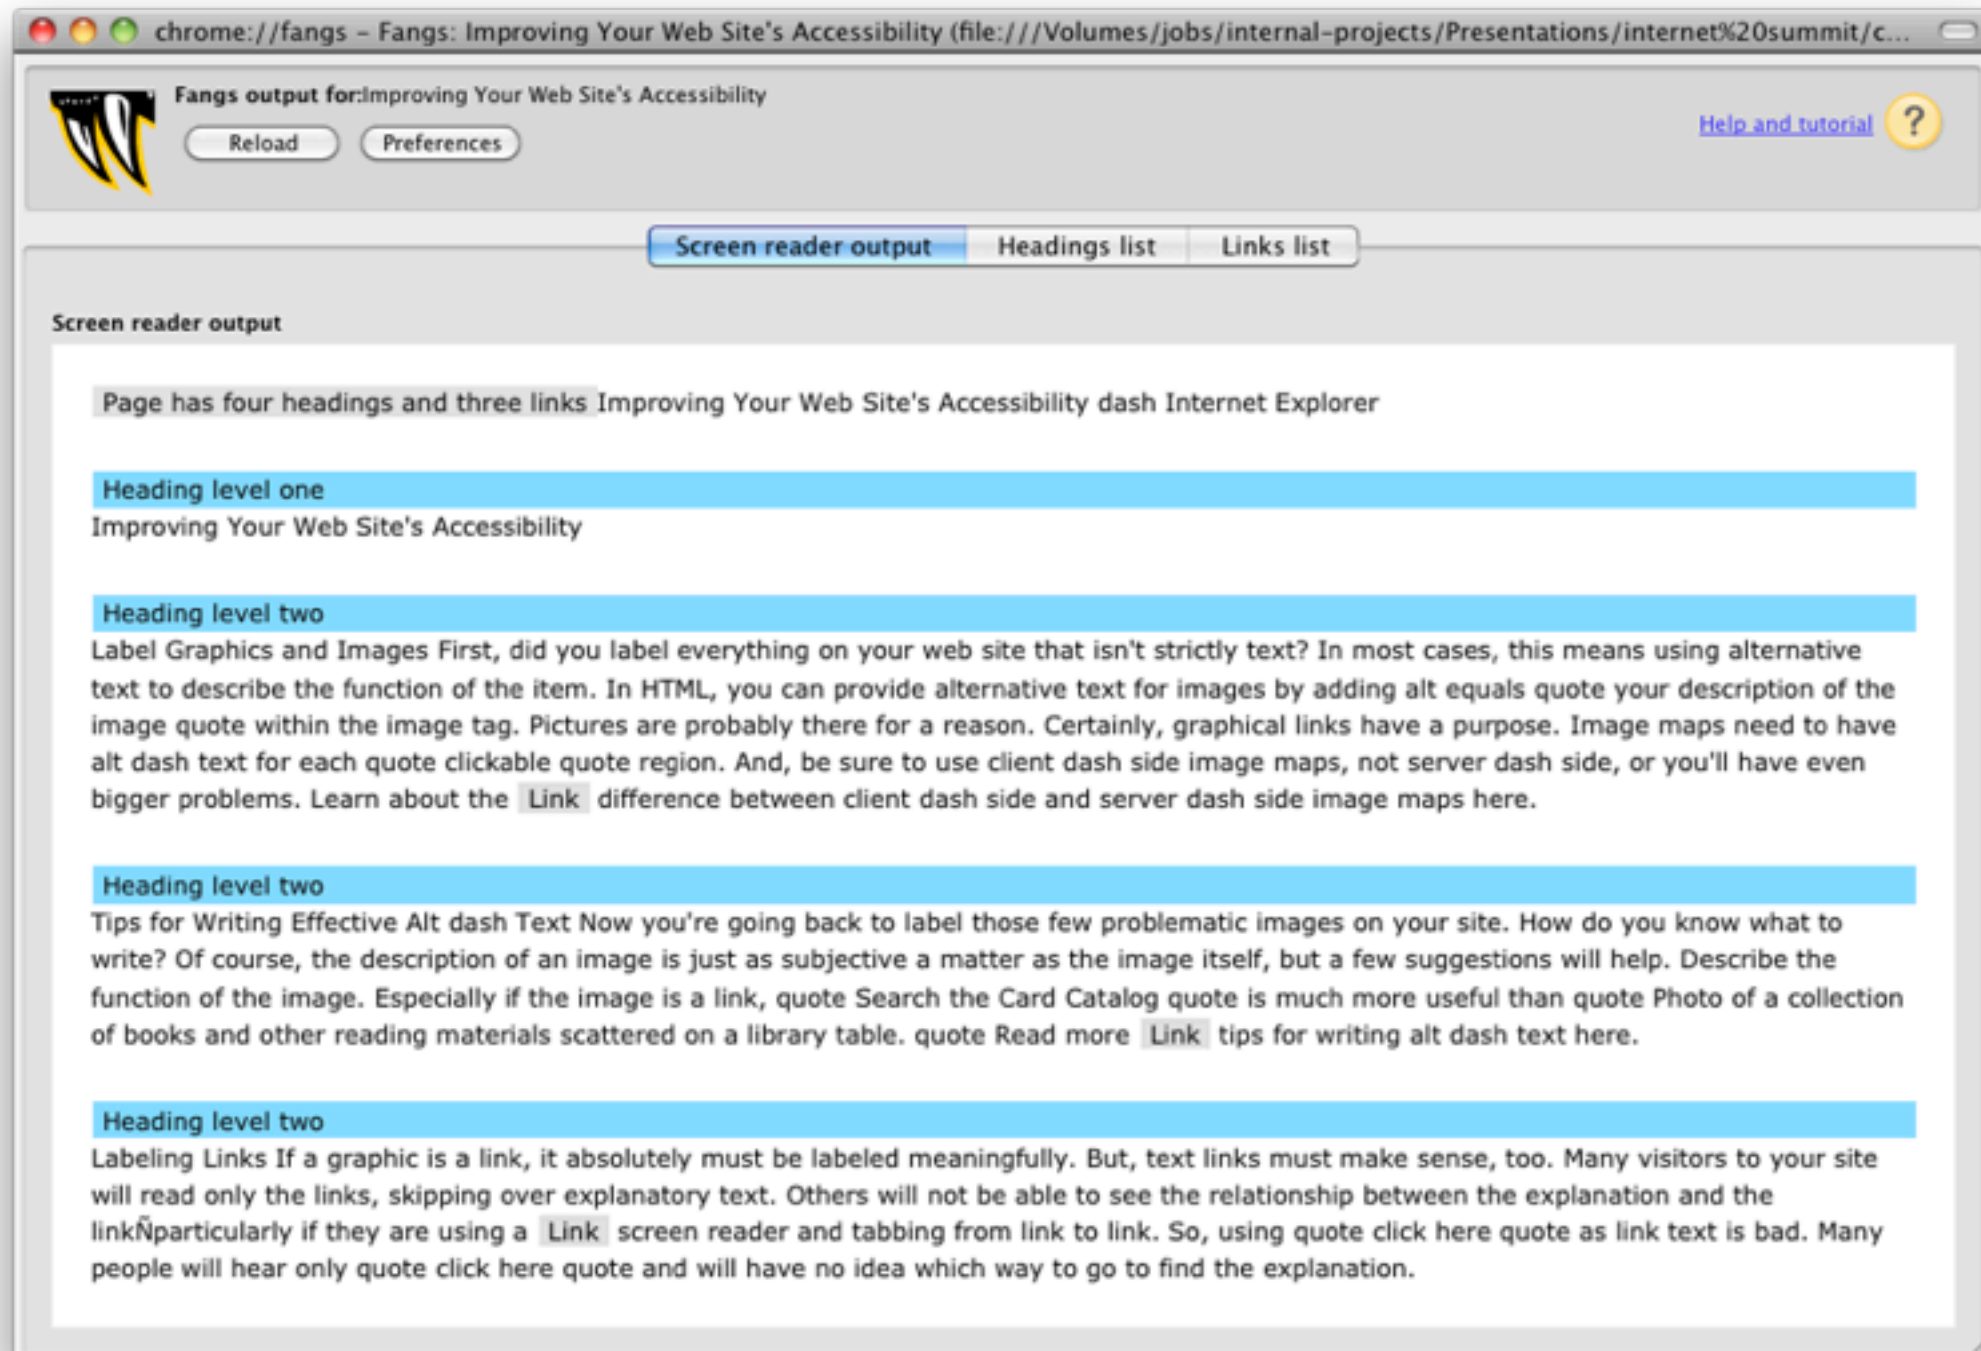 chrome://fangs – Fangs: Improving Your Web Site's Accessibility (file:///Volumes/jobs/internal-projects/Presentations/internet%20summit/c...
Fangs output for:Improving Your Web Site's Accessibility
Reload Preferences
Help and tutorial ?
Screen reader output Headings list Links list
Screen reader output
Page has four headings and three links Improving Your Web Site's Accessibility dash Internet Explorer
Heading level one
Improving Your Web Site's Accessibility
Heading level two
Label Graphics and Images First, did you label everything on your web site that isn't strictly text? In most cases, this means using alternative
text to describe the function of the item. In HTML, you can provide alternative text for images by adding alt equals quote your description of the
image quote within the image tag. Pictures are probably there for a reason. Certainly, graphical links have a purpose. Image maps need to have
alt dash text for each quote clickable quote region. And, be sure to use client dash side image maps, not server dash side, or you'll have even
bigger problems. Learn about the Link difference between client dash side and server dash side image maps here.
Heading level two
Tips for Writing Effective Alt dash Text Now you're going back to label those few problematic images on your site. How do you know what to
write? Of course, the description of an image is just as subjective a matter as the image itself, but a few suggestions will help. Describe the
function of the image. Especially if the image is a link, quote Search the Card Catalog quote is much more useful than quote Photo of a collection
of books and other reading materials scattered on a library table. quote Read more Link tips for writing alt dash text here.
Heading level two
Labeling Links If a graphic is a link, it absolutely must be labeled meaningfully. But, text links must make sense, too. Many visitors to your site
will read only the links, skipping over explanatory text. Others will not be able to see the relationship between the explanation and the
linkÑparticularly if they are using a Link screen reader and tabbing from link to link. So, using quote click here quote as link text is bad. Many
people will hear only quote click here quote and will have no idea which way to go to find the explanation.